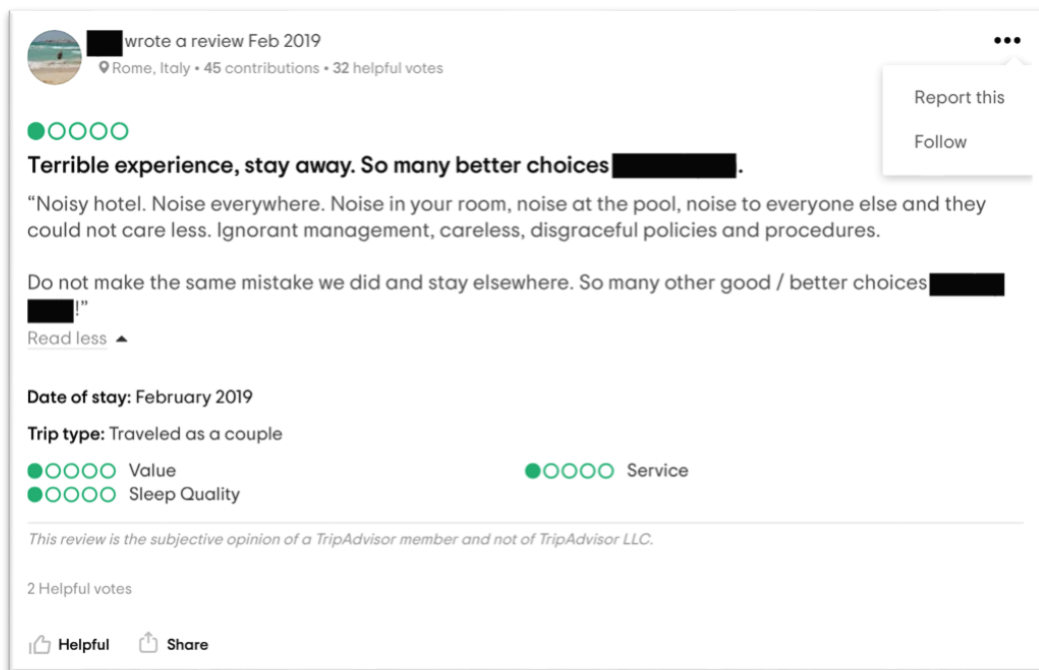 wrote a review Feb 2019
Rome, Italy • 45 contributions • 32 helpful votes
Report this
Follow
Terrible experience, stay away. So many better choices .
“Noisy hotel. Noise everywhere. Noise in your room, noise at the pool, noise to everyone else and they
could not care less. Ignorant management, careless, disgraceful policies and procedures.
Do not make the same mistake we did and stay elsewhere. So many other good / better choices
!”
Read less
Date of stay: February 2019
Trip type: Traveled as a couple
Value
Service
Sleep Quality
This review is the subjective opinion of a TripAdvisor member and not of TripAdvisor LLC.
2 Helpful votes
Helpful
Share